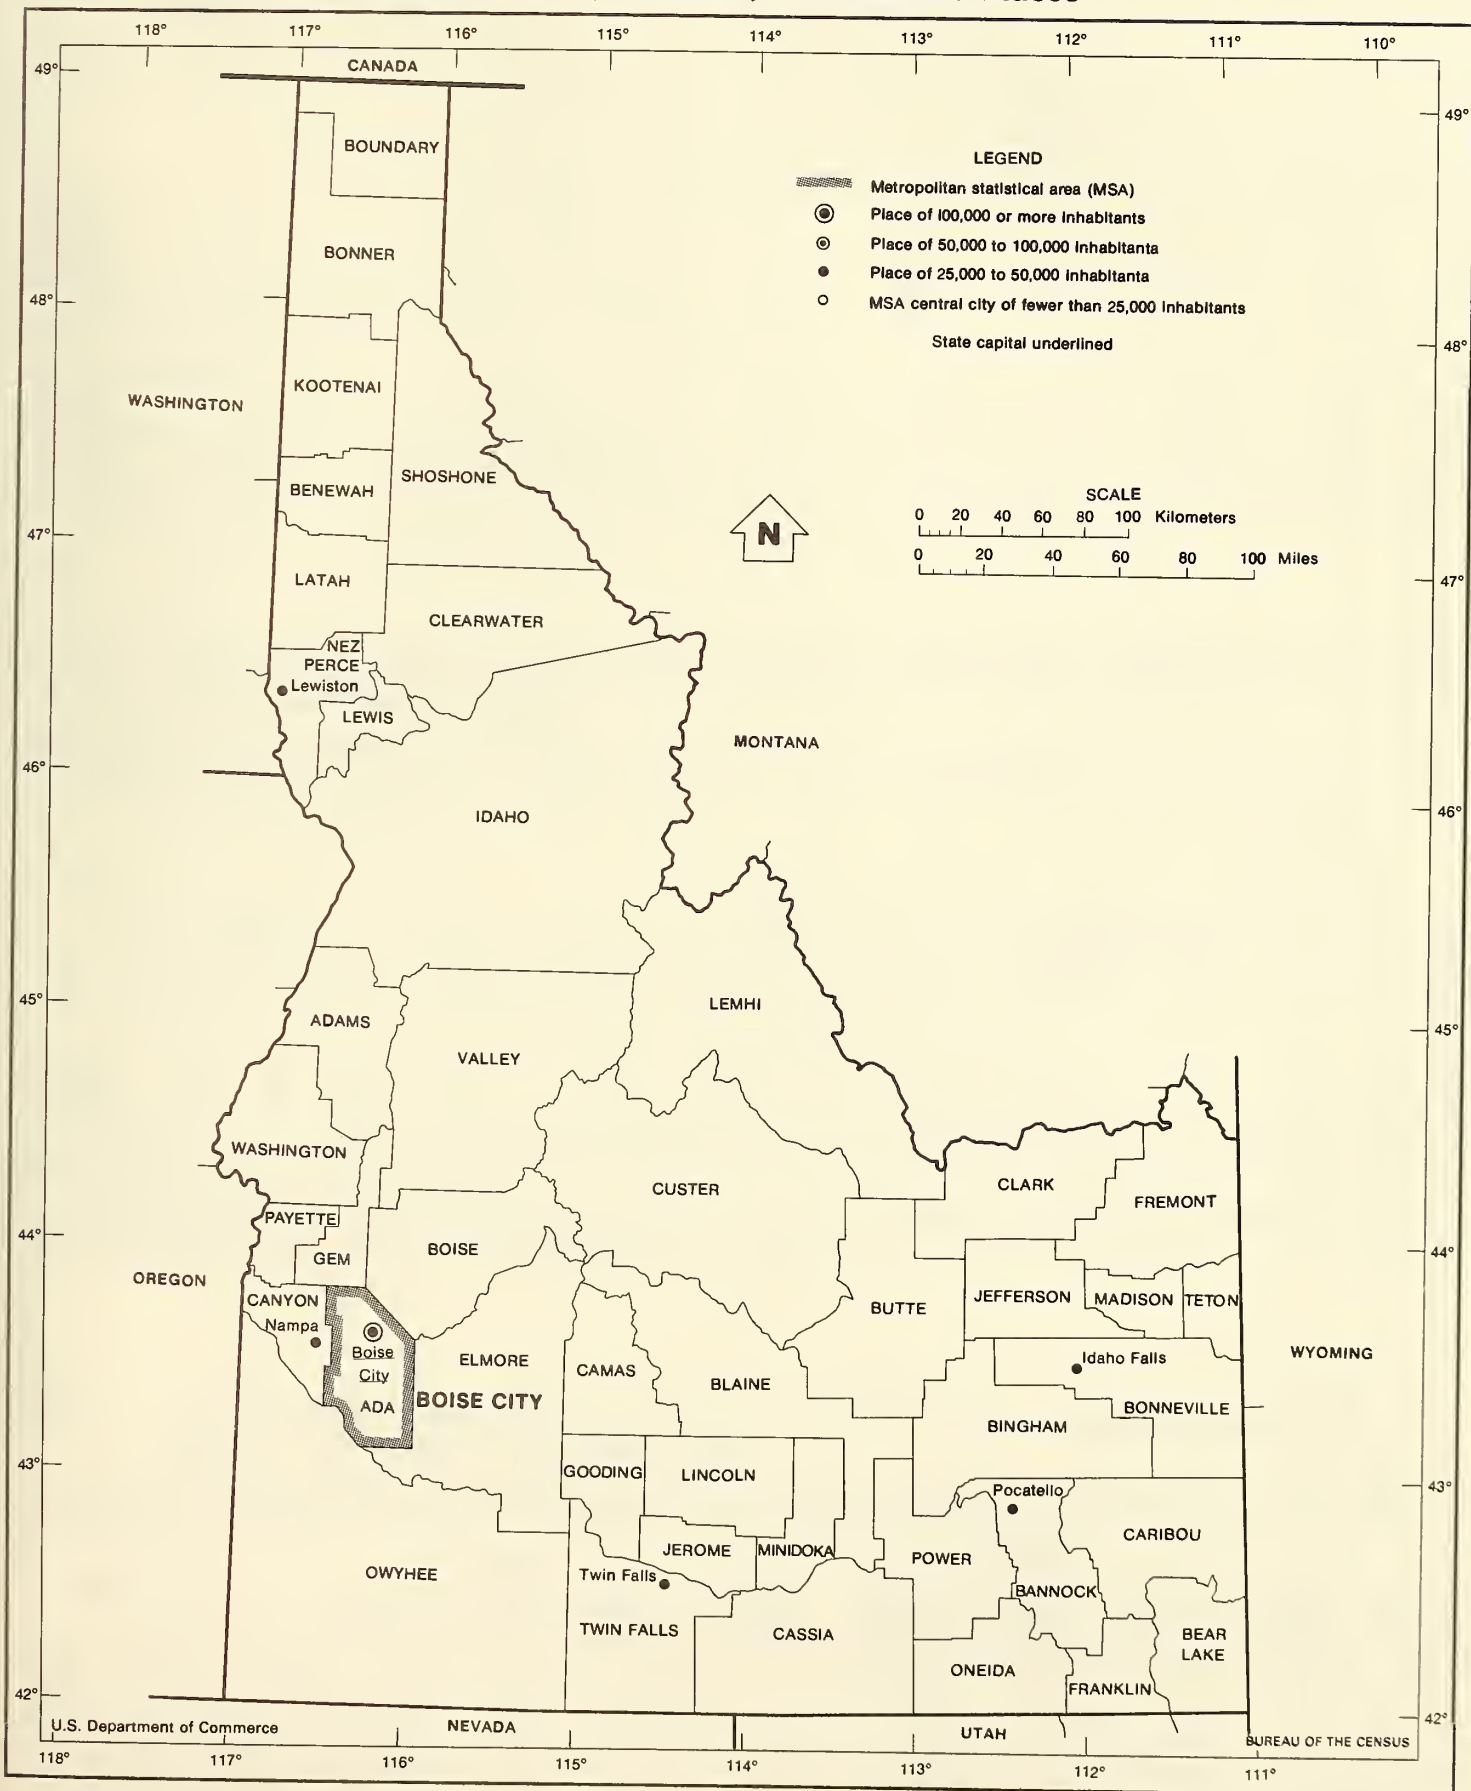 118°
117°
116°
115°
114°
113°
112°
111°
110°
49°
CANADA
49°
BOUNDARY
LEGEND
Metropolitan statistical area (MSA)
Place of 100,000 or more inhabitants
Place of 50,000 to 100,000 inhabitanta
Place of 25,000 to 50,000 inhabitanta
MSA central city of fewer than 25,000 inhabitants
State capital underlined
BONNER
48°
48°
KOOTENAI
WASHINGTON
SHOSHONE
BENEWAH
SCALE
0 20 40 60 80 100 Kilometers
0 20 40 60 80 100 Miles
N
47°
47°
LATAH
CLEARWATER
NEZ
PERCE
Lewiston
LEWIS
MONTANA
46°
46°
IDAHO
45°
45°
ADAMS
LEMHI
VALLEY
WASHINGTON
CUSTER
CLARK
FREMONT
PAYETTE
44°
44°
BOISE
GEM
OREGON
CANYON
Nampa
BUTTE
JEFFERSON
MADISON
TETON
Boise
City
ADA
BOISE CITY
ELMORE
CAMAS
BLAINE
Idaho Falls
WYOMING
BONNEVILLE
BINGHAM
43°
43°
GOODING
LINCOLN
Pocatello
JEROME
MINIDOKA
POWER
CARIBOU
OWYHEE
Twin Falls
BANNOCK
TWIN FALLS
CASSIA
BEAR
LAKE
ONEIDA
FRANKLIN
42°
42°
U.S. Department of Commerce
NEVADA
UTAH
BUREAU OF THE CENSUS
118°
117°
116°
115°
114°
113°
112°
111°